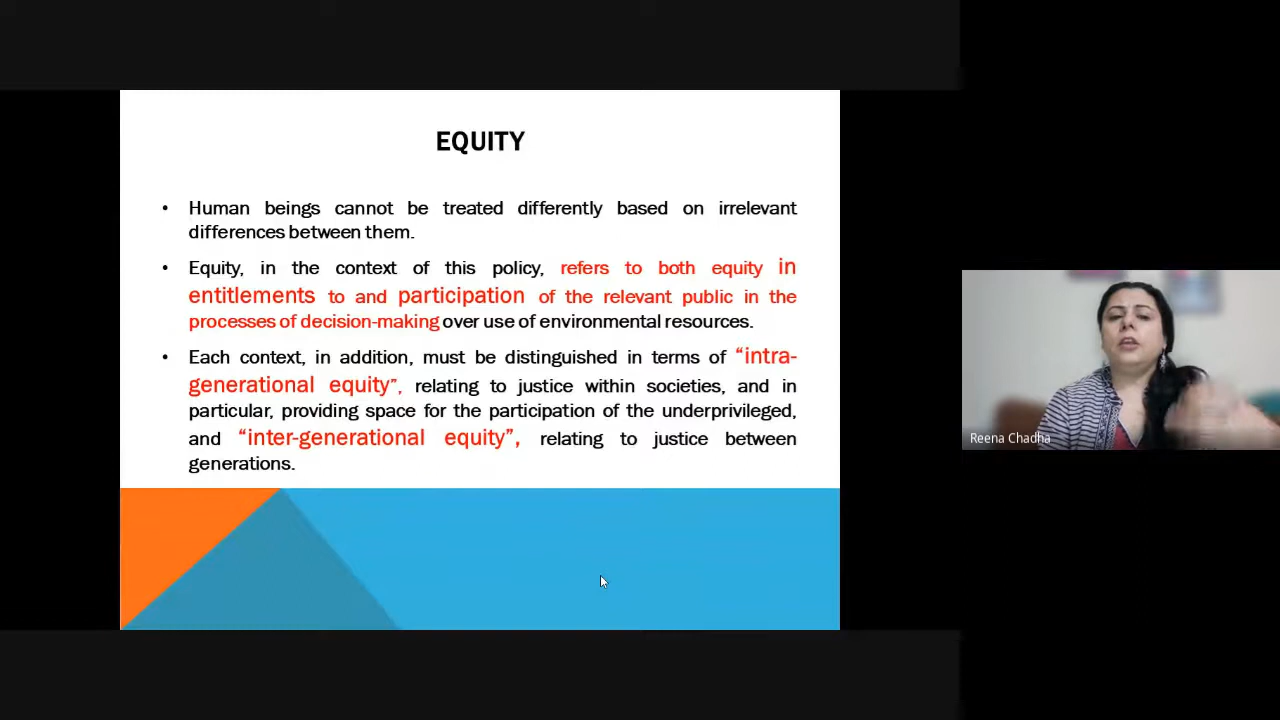 EQUITY
• Human beings cannot be treated differently based on irrelevant
differences between them.
• Equity, in the context of this policy, refers to both equity in
entitlements to and participation of the relevant public in the
processes of decision-making over use of environmental resources.
• Each context, in addition, must be distinguished in terms of “intra-
generational equity”, relating to justice within societies, and in
particular, providing space for the participation of the underprivileged,
and “inter-generational equity”, relating to justice between
generations.
Reena Chadha